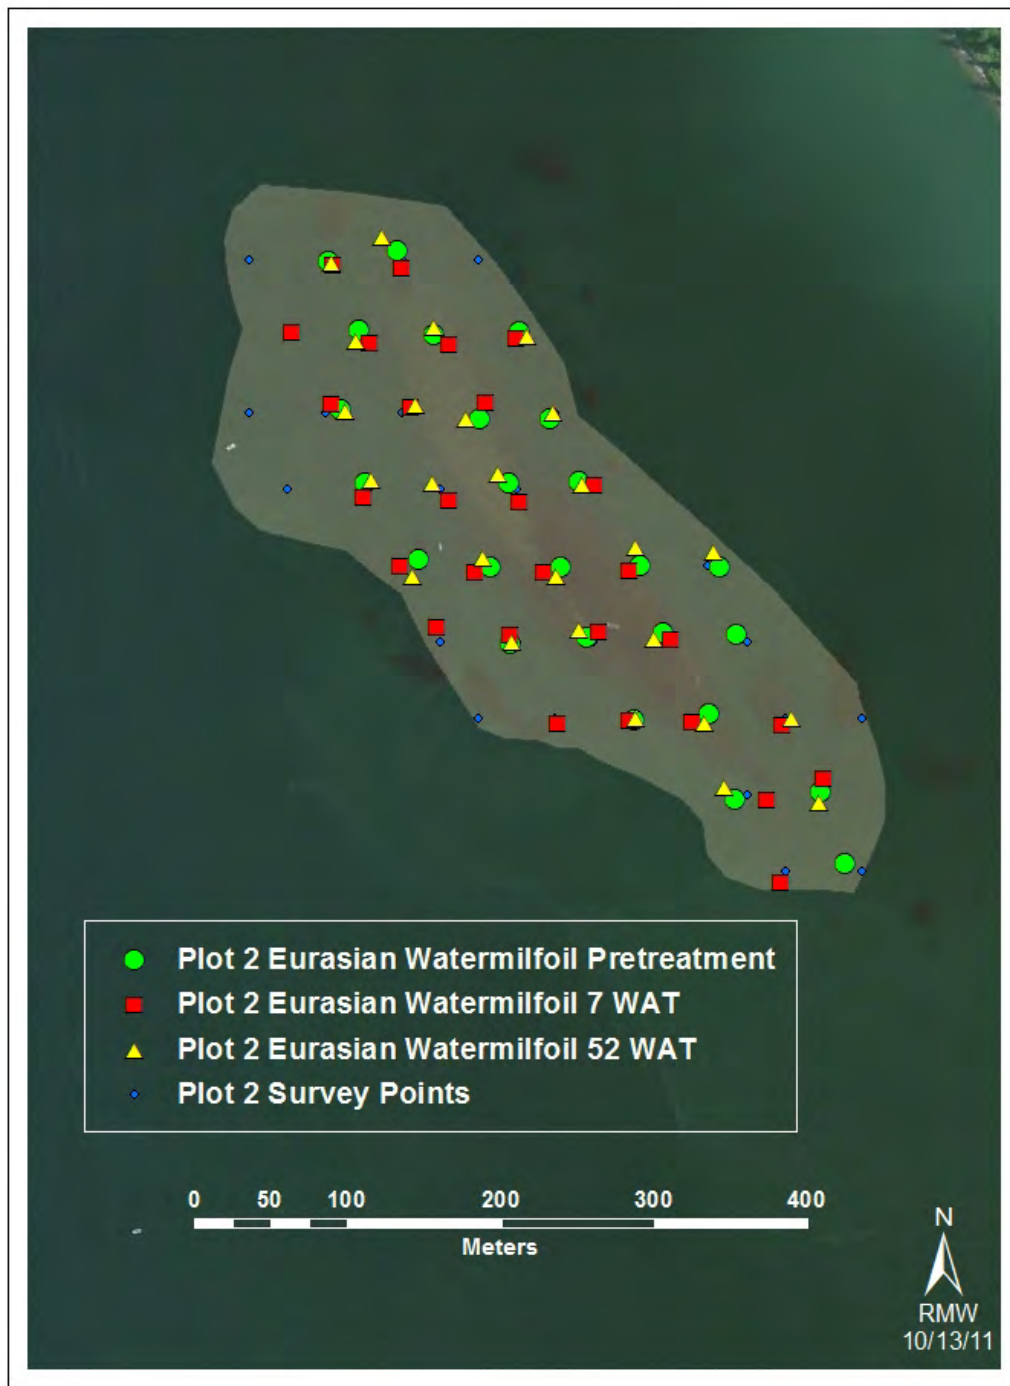 Plot 2 Eurasian Watermilfoil Pretreatment
Plot 2 Eurasian Watermilfoil 7 WAT
Plot 2 Eurasian Watermilfoil 52 WAT
Plot 2 Survey Points
0 50 100 200 300 400
Meters
N
RMW
10/13/11